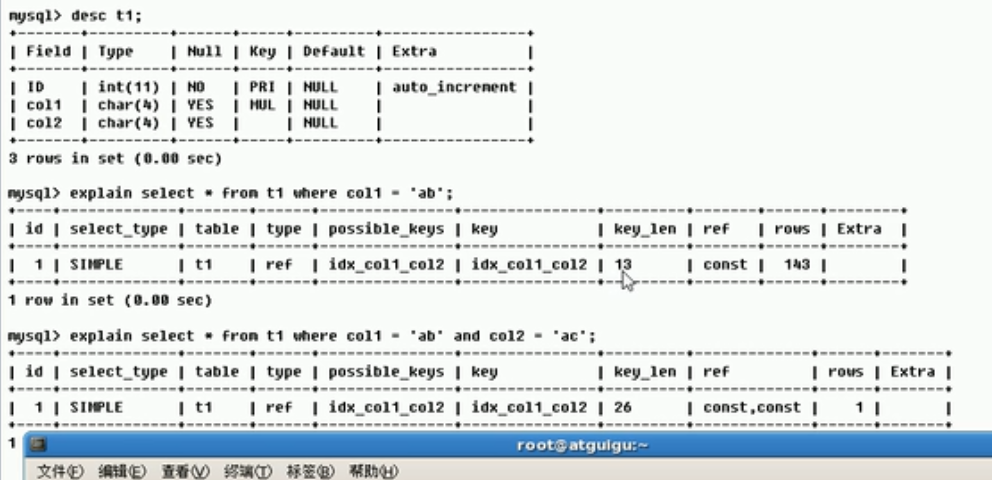 mysql> desc t1;
| Field | Type | Null | Key | Default | Extra |
| ID | int(11) | NO | PRI | NULL | auto_increment |
| col1 | char(4) | YES | MUL | NULL | |
| col2 | char(4) | YES | | NULL | |
3 rows in set (0.00 sec)
mysql> explain select * from t1 where col1 = 'ab';
| id | select_type | table | type | possible_keys | key | key_len | ref | rows | Extra |
| 1 | SIMPLE | t1 | ref | idx_col1_col2 | idx_col1_col2 | 13 | const | 143 | |
1 row in set (0.00 sec)
mysql> explain select * from t1 where col1 = 'ab' and col2 = 'ac';
| id | select_type | table | type | possible_keys | key | key_len | ref | rows | Extra |
| 1 | SIMPLE | t1 | ref | idx_col1_col2 | idx_col1_col2 | 26 | const,const | 1 | |
1
root@atguigu:~
文件(F) 编辑(E) 查看(V) 终端(T) 标签(B) 帮助(H)